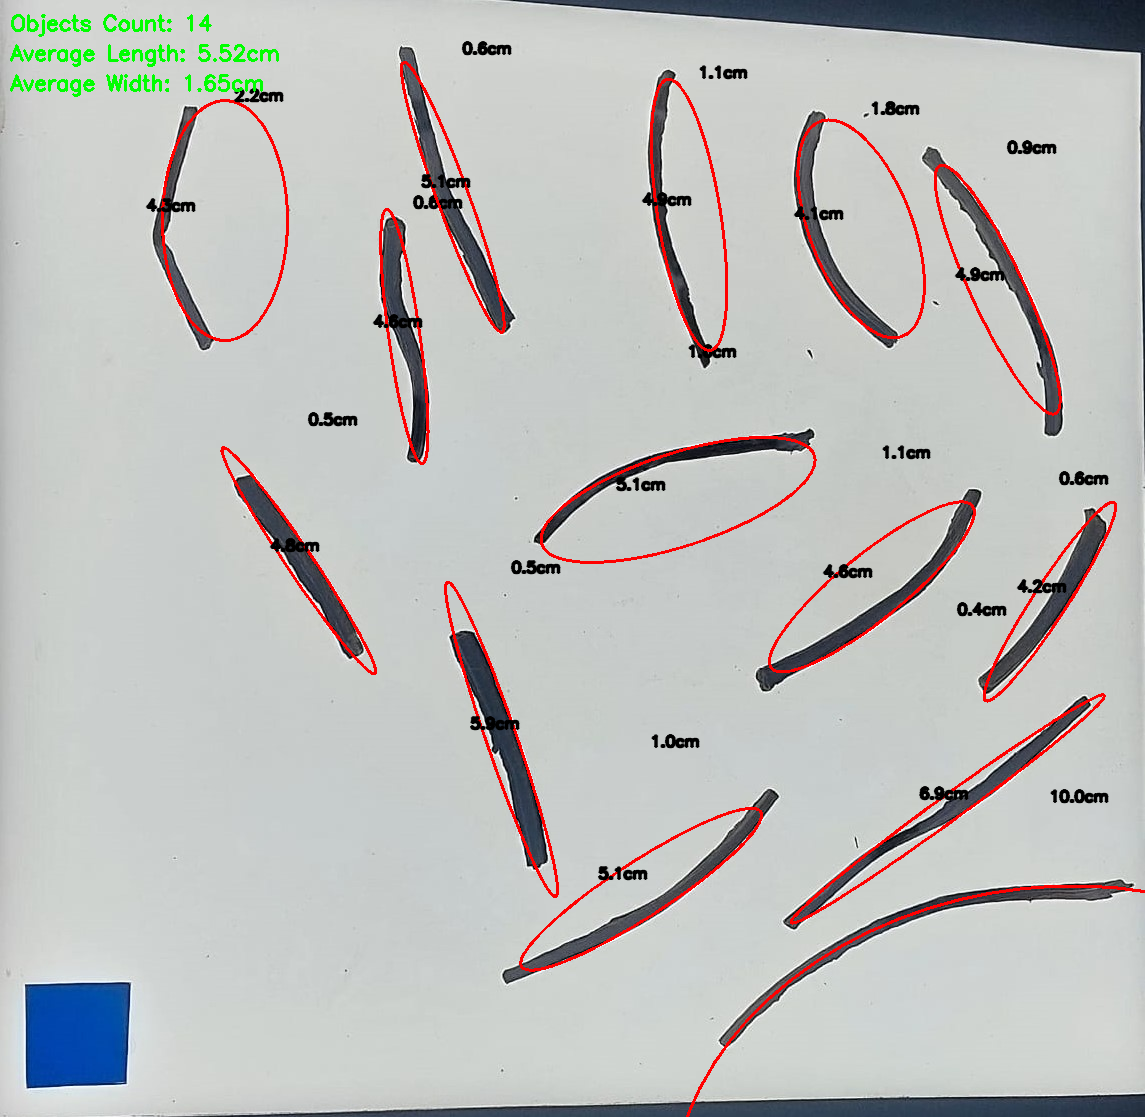 Objects Count: 14
Average Length: 5.52cm
Average Width: 1.65cm
0.6cm
1.1cm
2.2cm
1.8cm
0.9cm
5.1cm
0.6cm
4.3cm
4.9cm
4.1cm
4.9cm
4.6cm
0.5cm
1.1cm
0.6cm
5.1cm
4.8cm
0.5cm
4.6cm
4.2cm
0.4cm
5.9cm
1.0cm
6.9cm
10.0cm
5.1cm